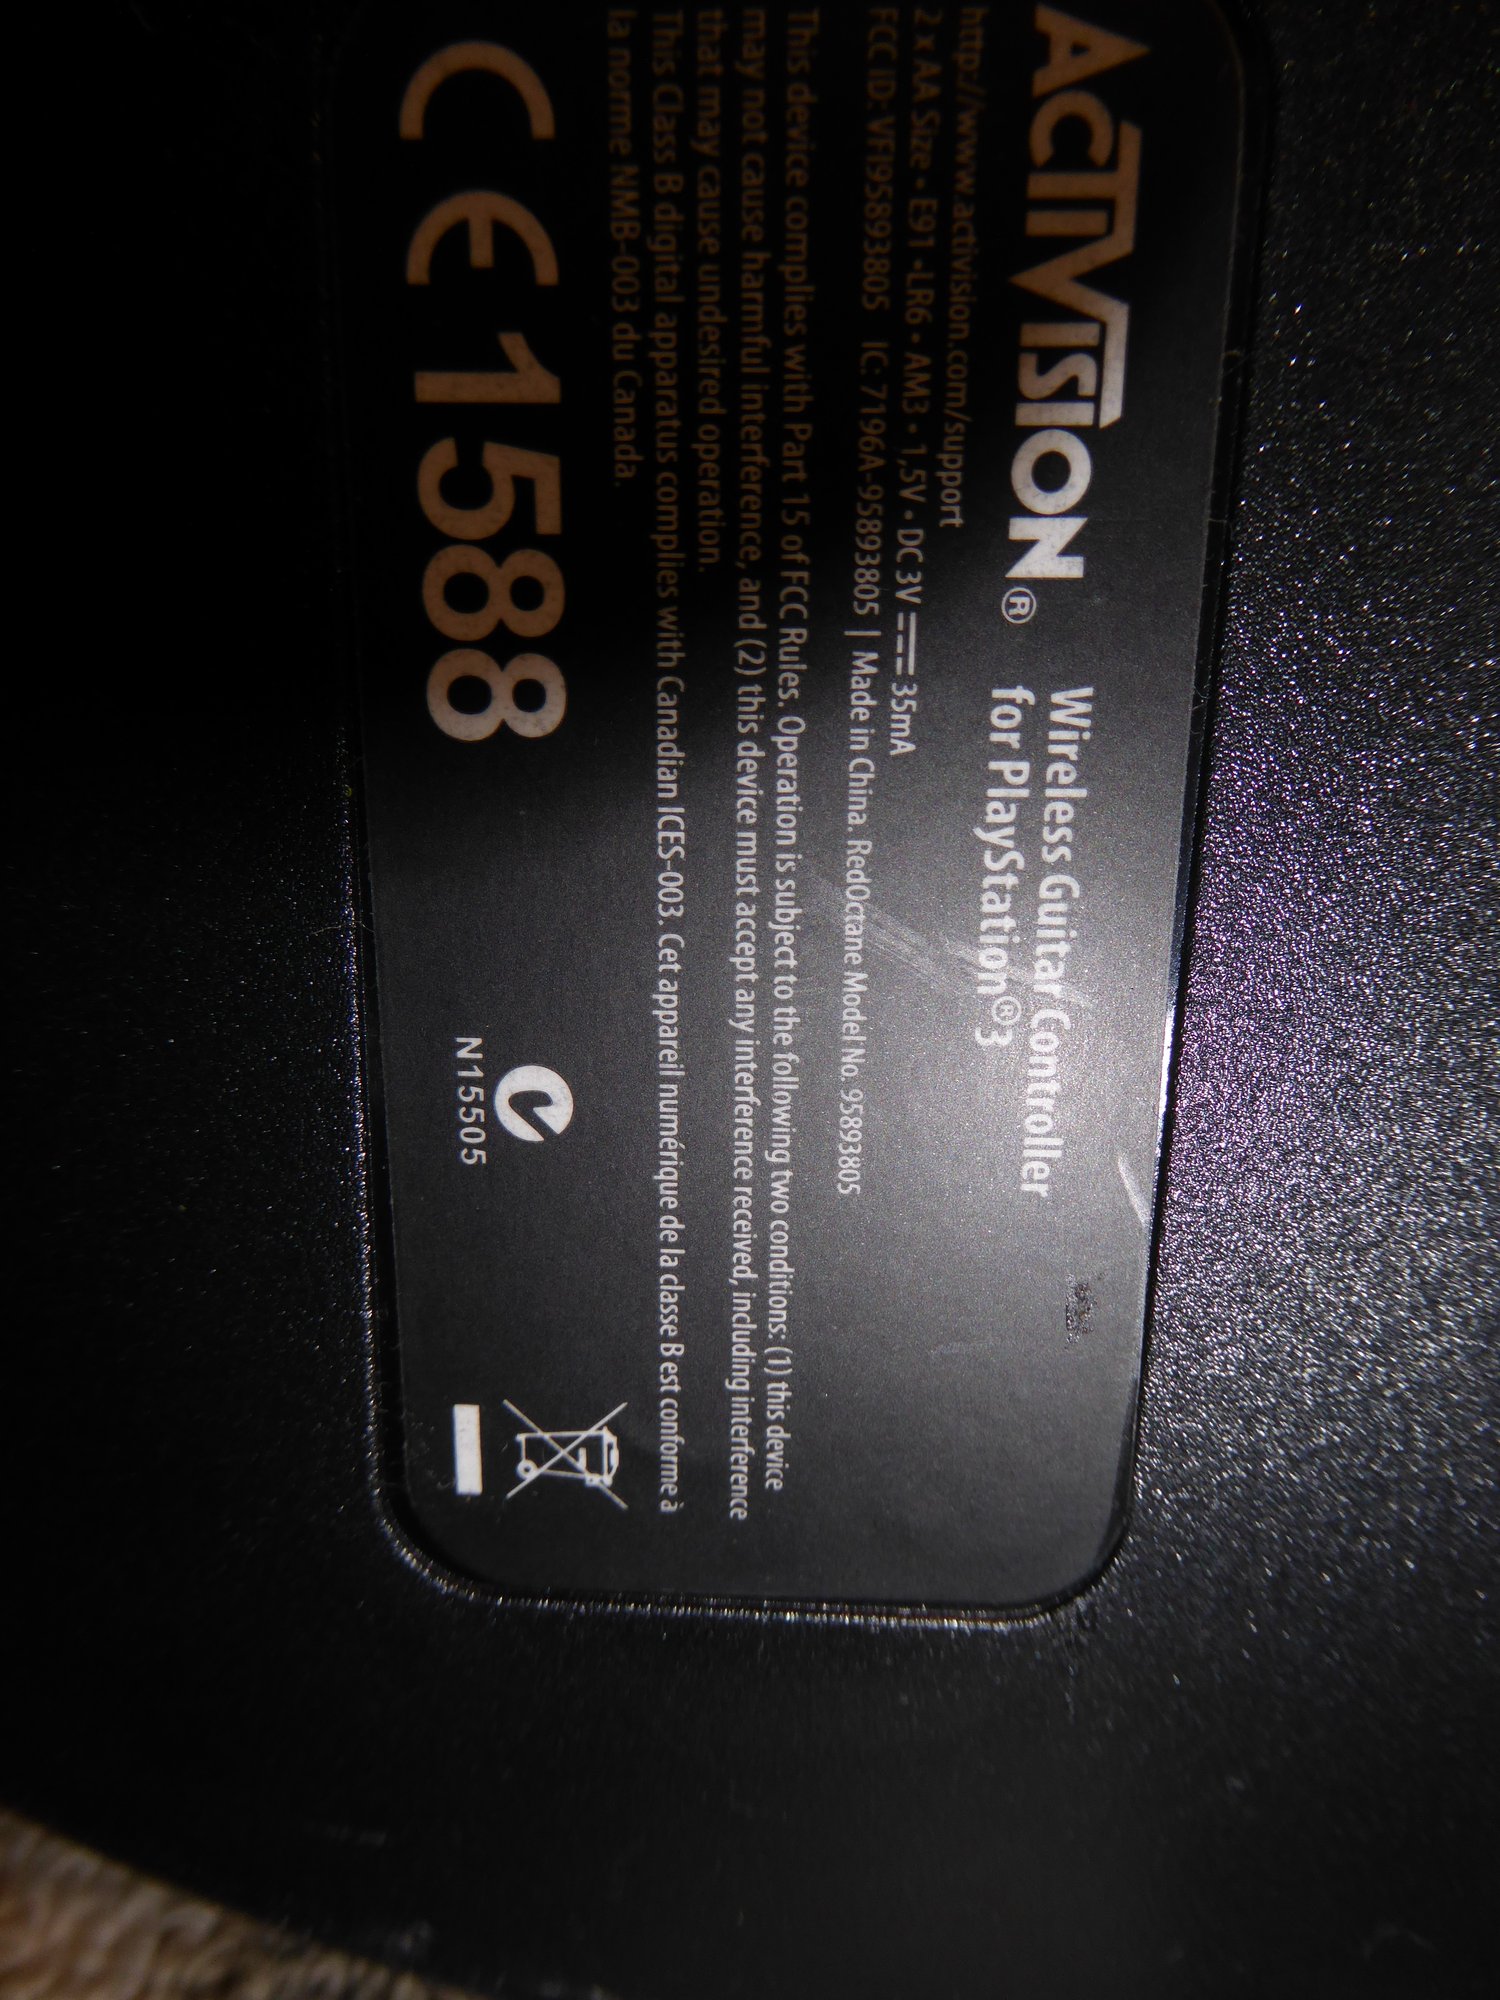 ACTIVISION®
Wireless Guitar Controller
for PlayStation®3
http://www.activision.com/support
2 x AA Size • E91 • LR6 • AM3 • 1,5V • DC 3V 35mA
FCC ID: VFI95893805 IC: 7196A-95893805 | Made in China. RedOctane Model No. 95893805
This device complies with Part 15 of FCC Rules. Operation is subject to the following two conditions: (1) this device
may not cause harmful interference, and (2) this device must accept any interference received, including interference
that may cause undesired operation.
This Class B digital apparatus complies with Canadian ICES-003. Cet appareil numérique de la classe B est conforme à
la norme NMB-003 du Canada.
CE1588
N15505